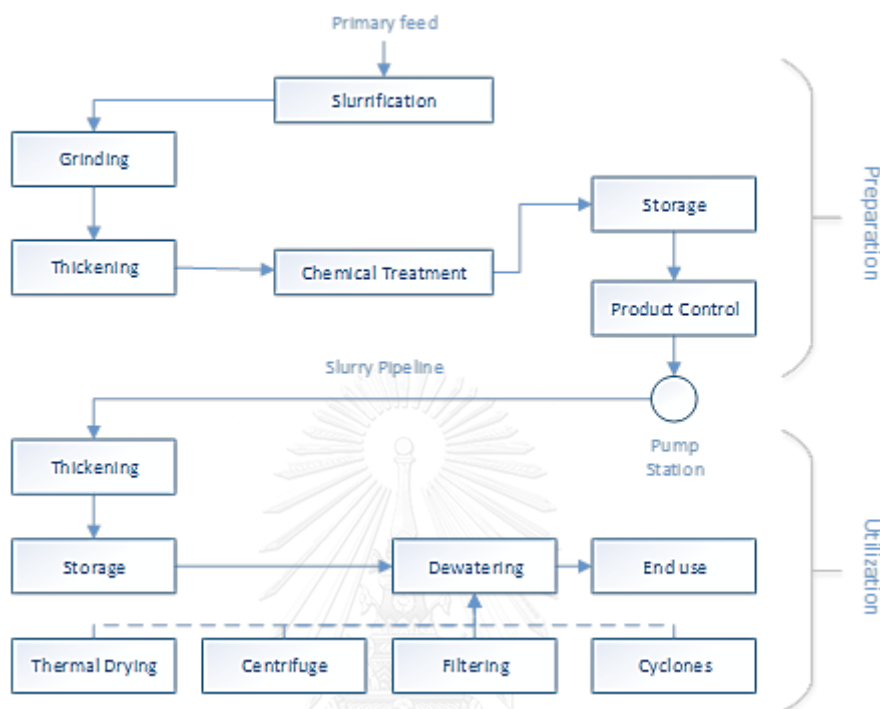 Primary feed
Slurrification
Grinding
Storage
Preparation
Thickening
Chemical Treatment
Product Control
Slurry Pipeline
Pump
Station
Thickening
Storage
Dewatering
End use
Utilization
Thermal Drying
Centrifuge
Filtering
Cyclones